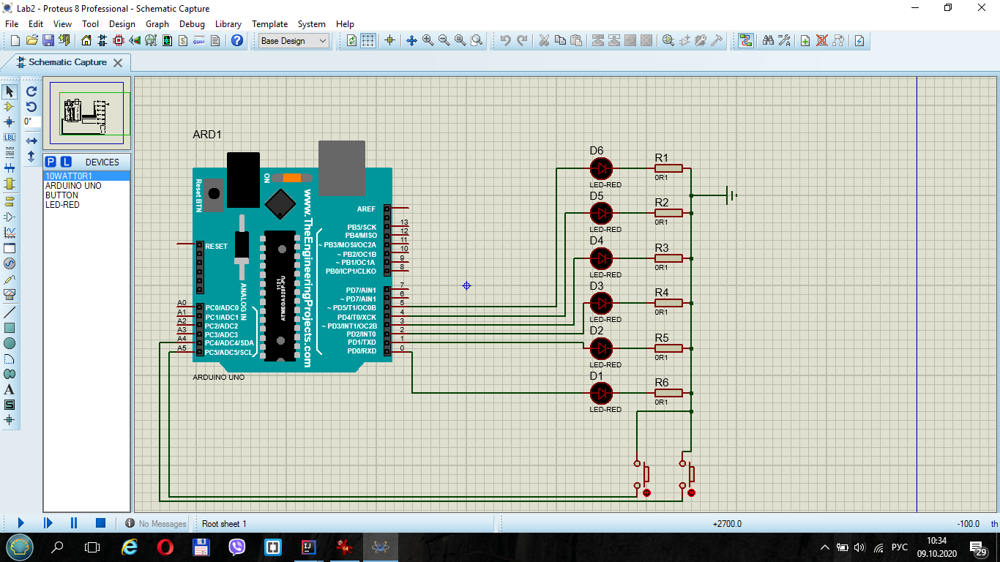 Lab2 - Proteus 8 Professional - Schematic Capture
File Edit View Tool Design Graph Debug Library Template System Help
Base Design
Schematic Capture
0°
LBL
P L DEVICES
10WATT0R1
ARDUINO UNO
BUTTON
LED-RED
A
S
ARD1
Reset BTN
ON
www.TheEngineeringProjects.com
RESET
AREF
13
PB5/SCK
12
PB4/MISO
11
~ PB3/MOSI/OC2A
10
~ PB2/OC1B
9
~ PB1/OC1A
8
PB0/ICP1/CLKO
7
PD7/AIN1
6
~ PD7/AIN1
5
~ PD5/T1/OC0B
4
PD4/T0/XCK
3
~ PD3/INT1/OC2B
2
PD2/INT0
1
PD1/TXD
0
PD0/RXD
ANALOG IN
1121
ATMEGA328P-PU
A0
PC0/ADC0
A1
PC1/ADC1
A2
PC2/ADC2
A3
PC3/ADC3
A4
PC4/ADC4/SDA
A5
PC5/ADC5/SCL
ARDUINO UNO
D6
LED-RED
R1
0R1
D5
LED-RED
R2
0R1
D4
LED-RED
R3
0R1
D3
LED-RED
R4
0R1
D2
LED-RED
R5
0R1
D1
LED-RED
R6
0R1
No Messages
Root sheet 1
+2700.0
-100.0
th
64
РУС
10:34
09.10.2020
29